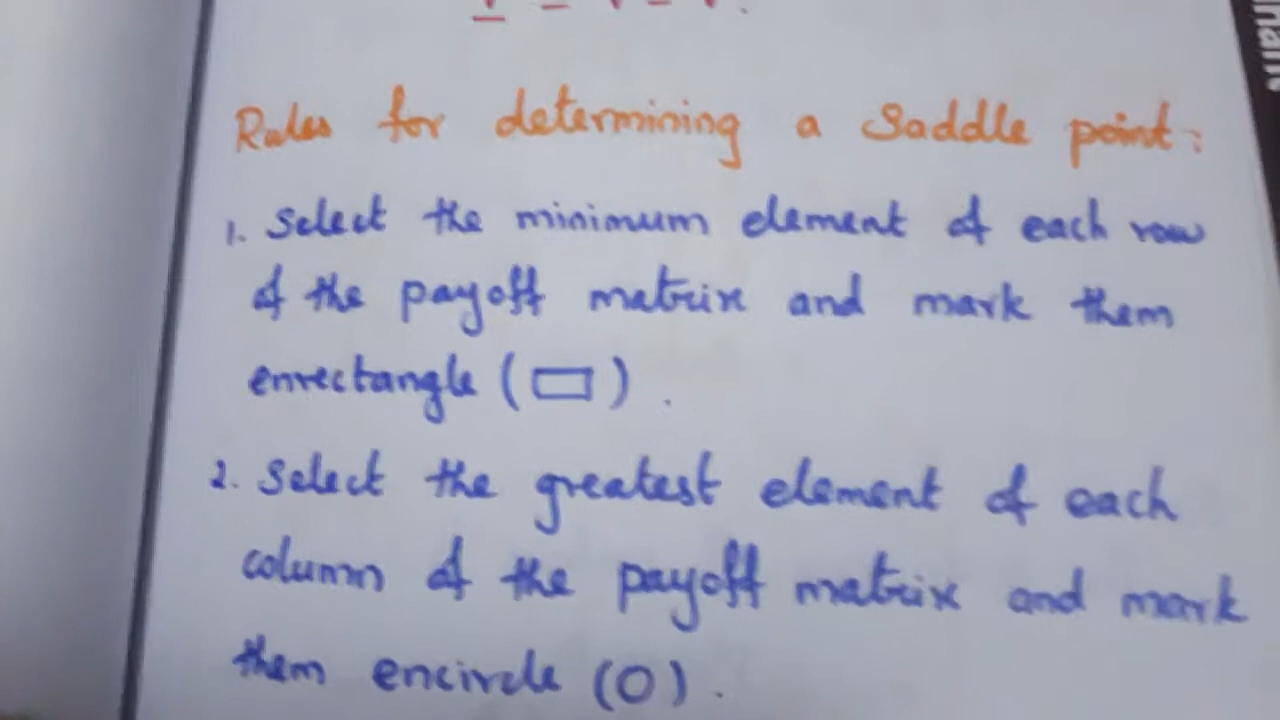 Rules for determining a Saddle point:
1. Select the minimum element of each row
of the payoff matrix and mark them
enrectangle (▭).
2. Select the greatest element of each
column of the payoff matrix and mark
them encircle (O).